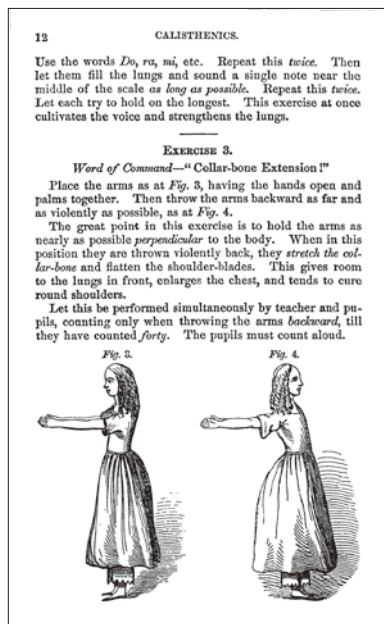 12 CALISTHENICS.
Use the words Do, ra, mi, etc. Repeat this twice. Then
let them fill the lungs and sound a single note near the
middle of the scale as long as possible. Repeat this twice.
Let each try to hold on the longest. This exercise at once
cultivates the voice and strengthens the lungs.
EXERCISE 3.
Word of Command—“Collar-bone Extension!”
Place the arms as at Fig. 3, having the hands open and
palms together. Then throw the arms backward as far and
as violently as possible, as at Fig. 4.
The great point in this exercise is to hold the arms as
nearly as possible perpendicular to the body. When in this
position they are thrown violently back, they stretch the col-
lar-bone and flatten the shoulder-blades. This gives room
to the lungs in front, enlarges the chest, and tends to cure
round shoulders.
Let this be performed simultaneously by teacher and pu-
pils, counting only when throwing the arms backward, till
they have counted forty. The pupils must count aloud.
Fig. 3. Fig. 4.